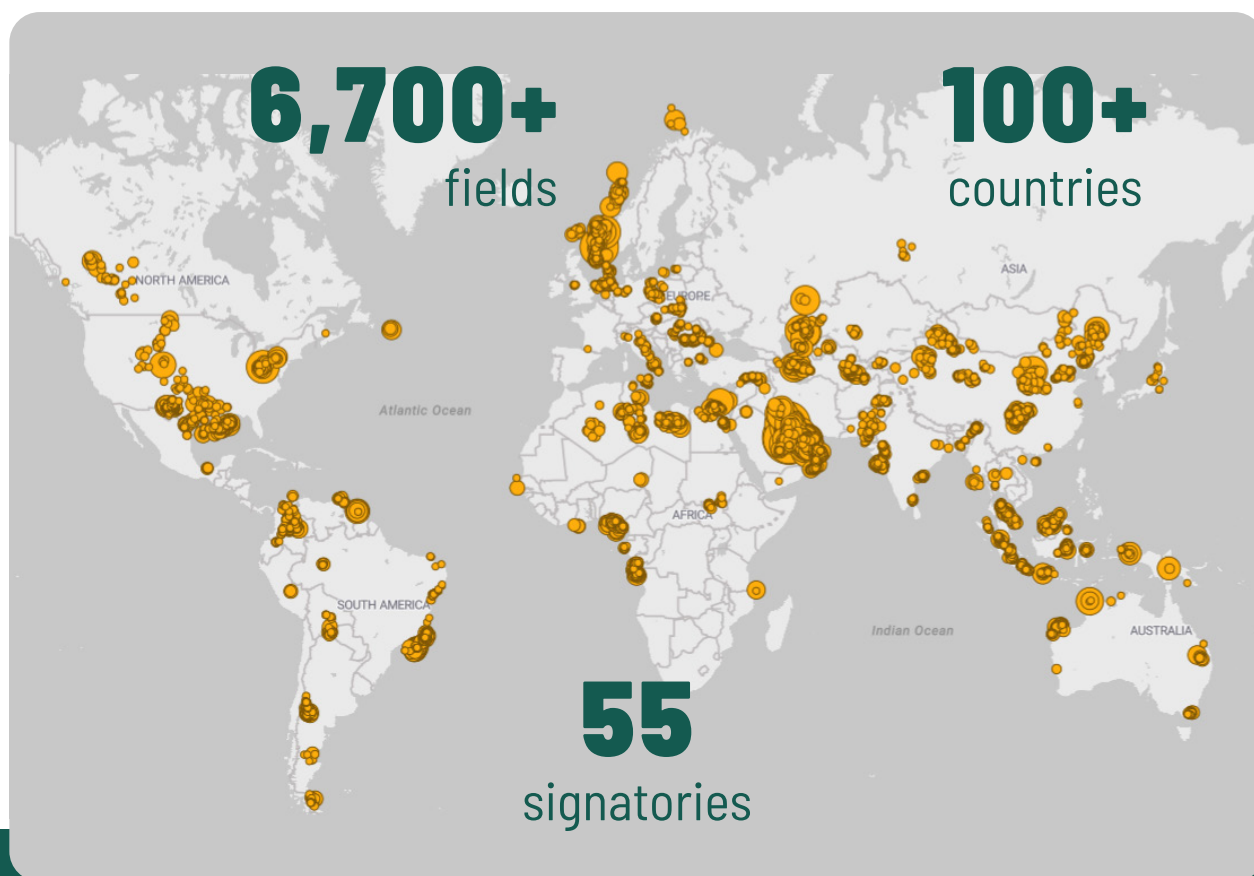 6,700+
fields
100+
countries
NORTH AMERICA
ASIA
EUROPE
Atlantic Ocean
AFRICA
SOUTH AMERICA
Indian Ocean
AUSTRALIA
55
signatories